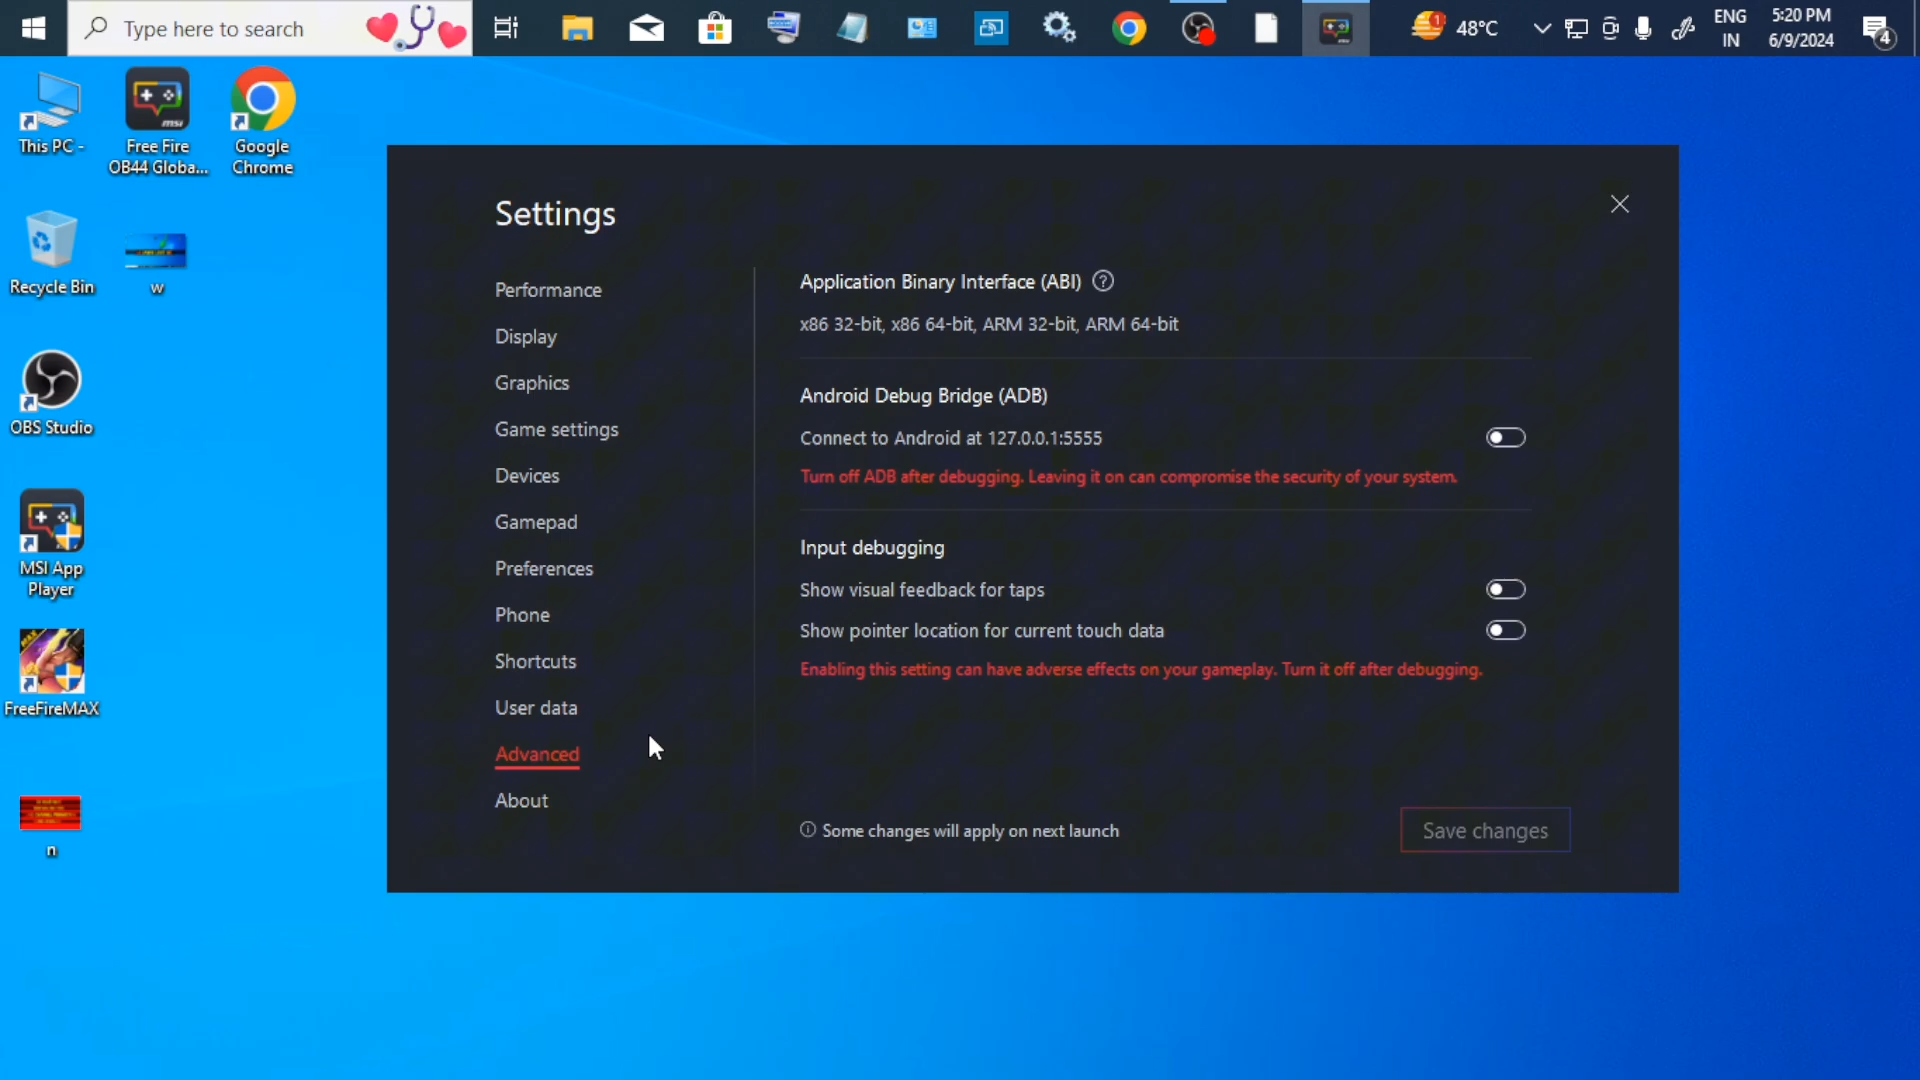 Type here to search
48°C
ENG
IN
5:20 PM
6/9/2024
4
This PC -
Free Fire
OB44 Globa...
msi
Google
Chrome
Recycle Bin
w
OBS Studio
MSI App
Player
FreeFireMAX
n
Settings
Performance
Display
Graphics
Game settings
Devices
Gamepad
Preferences
Phone
Shortcuts
User data
Advanced
About
Application Binary Interface (ABI)
x86 32-bit, x86 64-bit, ARM 32-bit, ARM 64-bit
Android Debug Bridge (ADB)
Connect to Android at 127.0.0.1:5555
Turn off ADB after debugging. Leaving it on can compromise the security of your system.
Input debugging
Show visual feedback for taps
Show pointer location for current touch data
Enabling this setting can have adverse effects on your gameplay. Turn it off after debugging.
Some changes will apply on next launch
Save changes